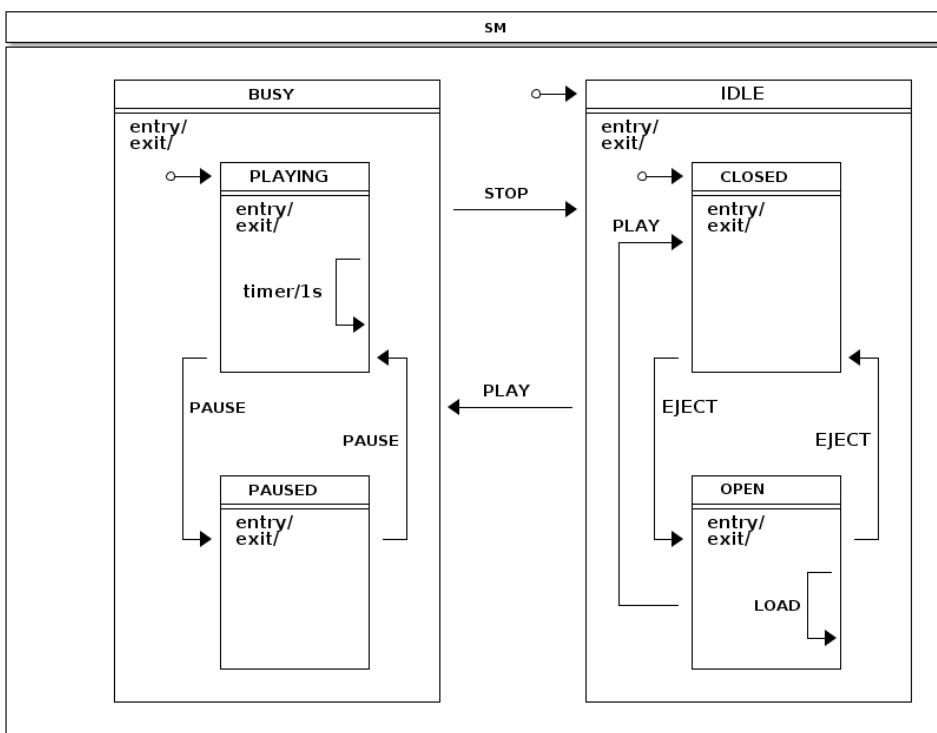 SM
BUSY
entry/
exit/
PLAYING
entry/
exit/
timer/1s
PAUSE
PAUSE
PAUSED
entry/
exit/
STOP
PLAY
IDLE
entry/
exit/
CLOSED
entry/
exit/
PLAY
EJECT
EJECT
OPEN
entry/
exit/
LOAD